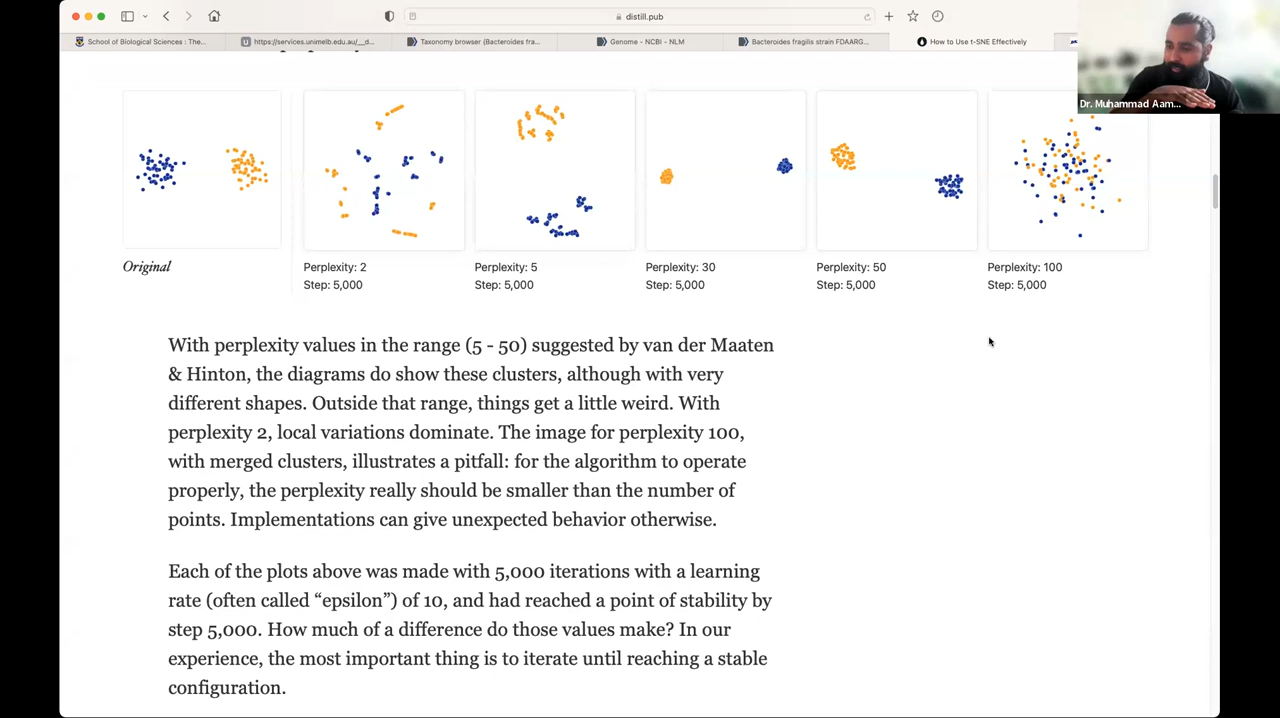 distill.pub
School of Biological Sciences : The...
https://services.unimelb.edu.au/__d...
Taxonomy browser (Bacteroides fra...
Genome - NCBI - NLM
Bacteroides fragilis strain FDAARG...
How to Use t-SNE Effectively
Dr. Muhammad Aam...
Original
Perplexity: 2
Step: 5,000
Perplexity: 5
Step: 5,000
Perplexity: 30
Step: 5,000
Perplexity: 50
Step: 5,000
Perplexity: 100
Step: 5,000
With perplexity values in the range (5 - 50) suggested by van der Maaten
& Hinton, the diagrams do show these clusters, although with very
different shapes. Outside that range, things get a little weird. With
perplexity 2, local variations dominate. The image for perplexity 100,
with merged clusters, illustrates a pitfall: for the algorithm to operate
properly, the perplexity really should be smaller than the number of
points. Implementations can give unexpected behavior otherwise.
Each of the plots above was made with 5,000 iterations with a learning
rate (often called “epsilon”) of 10, and had reached a point of stability by
step 5,000. How much of a difference do those values make? In our
experience, the most important thing is to iterate until reaching a stable
configuration.